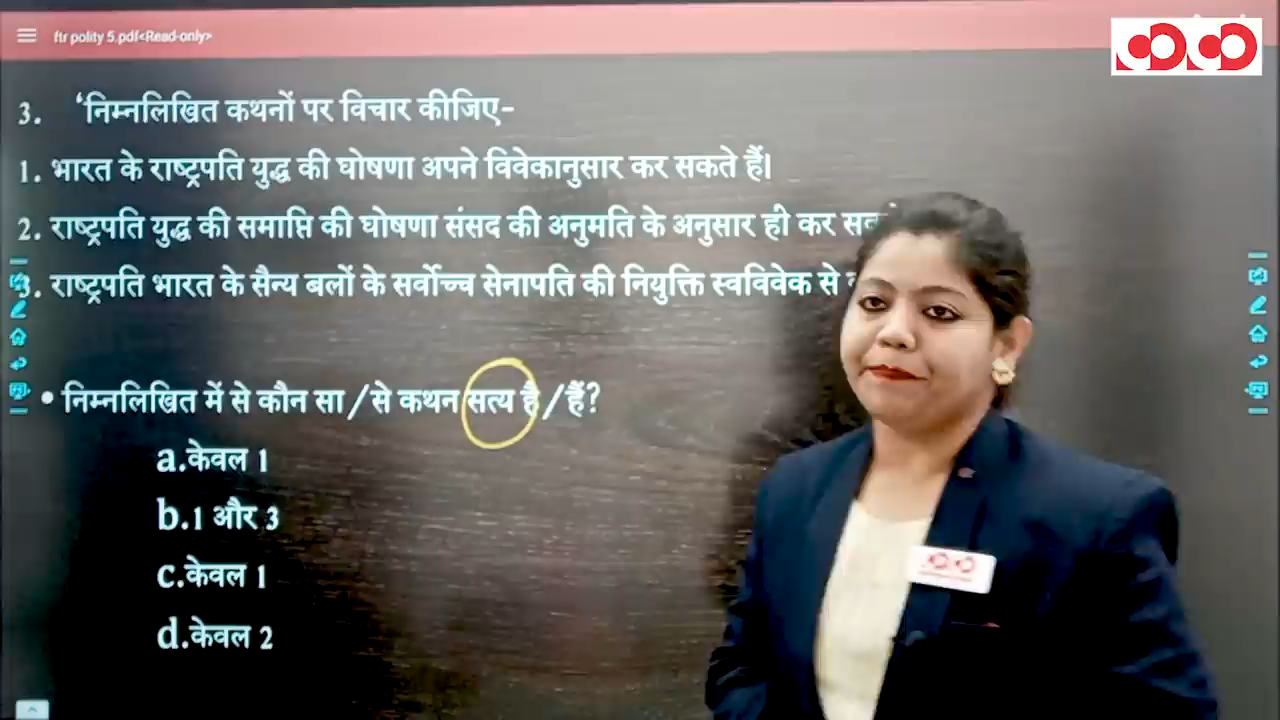 ftr polity 5.pdf<Read-only>
3. ‘निम्नलिखित कथनों पर विचार कीजिए-
1. भारत के राष्ट्रपति युद्ध की घोषणा अपने विवेकानुसार कर सकते हैं।
2. राष्ट्रपति युद्ध की समाप्ति की घोषणा संसद की अनुमति के अनुसार ही कर
3. राष्ट्रपति भारत के सैन्य बलों के सर्वोच्च सेनापति की नियुक्ति स्वविवेक से
• निम्नलिखित में से कौन सा/से कथन सत्य है/हैं?
a.केवल 1
b.1 और 3
c.केवल 1
d.केवल 2